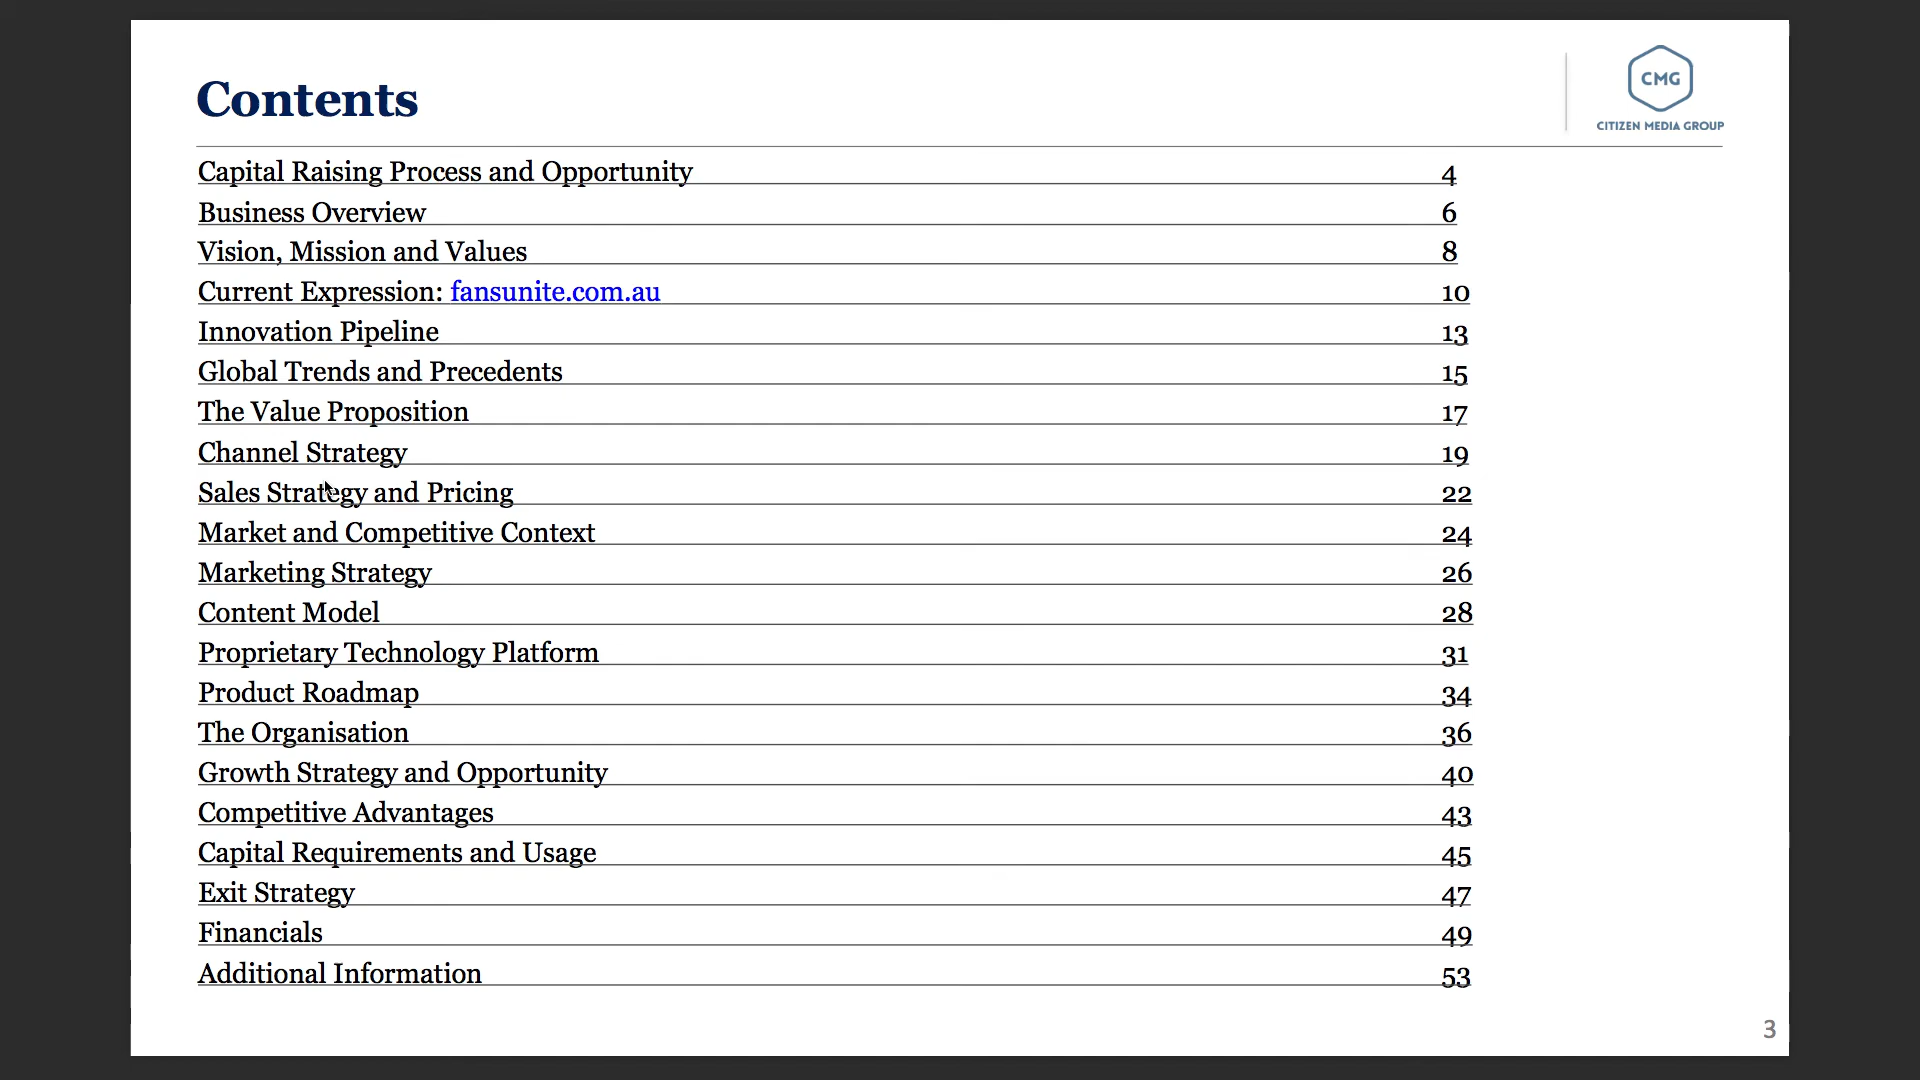 Contents
CMG
CITIZEN MEDIA GROUP
Capital Raising Process and Opportunity 4
Business Overview 6
Vision, Mission and Values 8
Current Expression: fansunite.com.au 10
Innovation Pipeline 13
Global Trends and Precedents 15
The Value Proposition 17
Channel Strategy 19
Sales Strategy and Pricing 22
Market and Competitive Context 24
Marketing Strategy 26
Content Model 28
Proprietary Technology Platform 31
Product Roadmap 34
The Organisation 36
Growth Strategy and Opportunity 40
Competitive Advantages 43
Capital Requirements and Usage 45
Exit Strategy 47
Financials 49
Additional Information 53
3